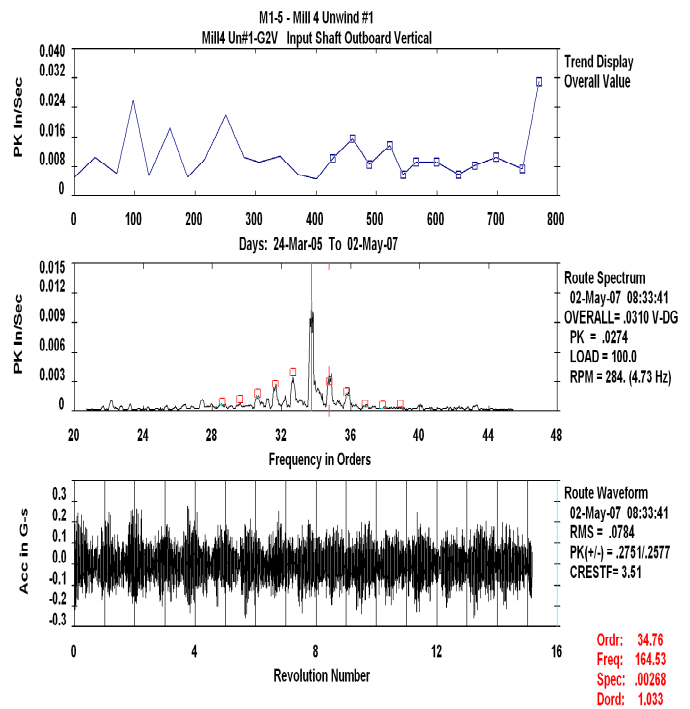 M1-5 - Mill 4 Unwind #1
Mill4 Un#1-G2V Input Shaft Outboard Vertical
PK In/Sec
0.040
0.032
0.024
0.016
0.008
0
0 100 200 300 400 500 600 700 800
Days: 24-Mar-05 To 02-May-07
Trend Display
Overall Value
PK In/Sec
0.015
0.012
0.009
0.006
0.003
0
20 24 28 32 36 40 44 48
Frequency in Orders
Route Spectrum
02-May-07 08:33:41
OVERALL= .0310 V-DG
PK = .0274
LOAD = 100.0
RPM = 284. (4.73 Hz)
Acc in G-s
0.3
0.2
0.1
0.0
-0.1
-0.2
-0.3
0 4 8 12 16
Revolution Number
Route Waveform
02-May-07 08:33:41
RMS = .0784
PK(+/-) = .2751/.2577
CRESTF= 3.51
Ordr: 34.76
Freq: 164.53
Spec: .00268
Dord: 1.033